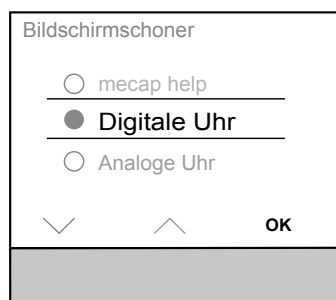 Bildschirmschoner
mecap help
Digitale Uhr
Analoge Uhr
OK